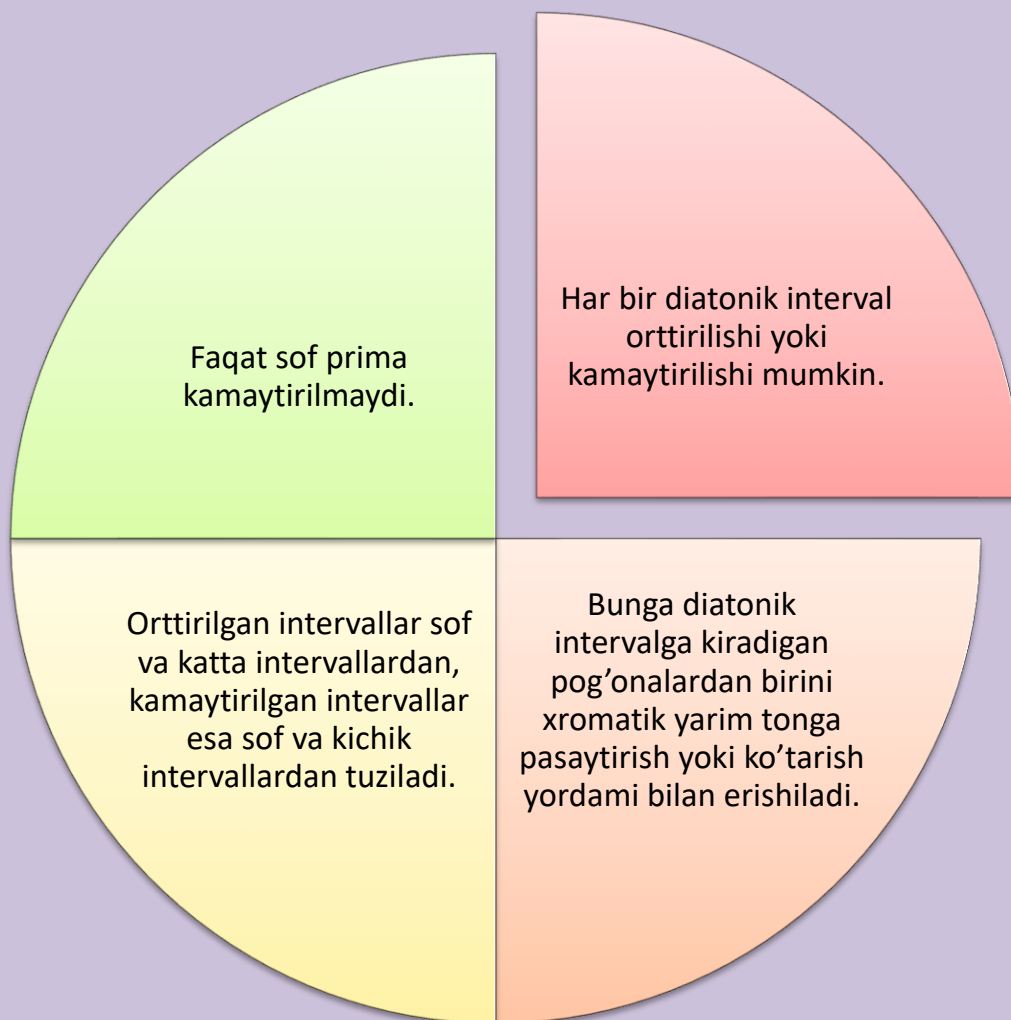 Har bir diatonik interval
orttirilishi yoki
kamaytirilishi mumkin.
Bunga diatonik
intervalga kiradigan
pog’onalardan birini
xromatik yarim tonga
pasaytirish yoki ko’tarish
yordami bilan erishiladi.
Orttirilgan intervallar sof
va katta intervallardan,
kamaytirilgan intervallar
esa sof va kichik
intervallardan tuziladi.
Faqat sof prima
kamaytirilmaydi.